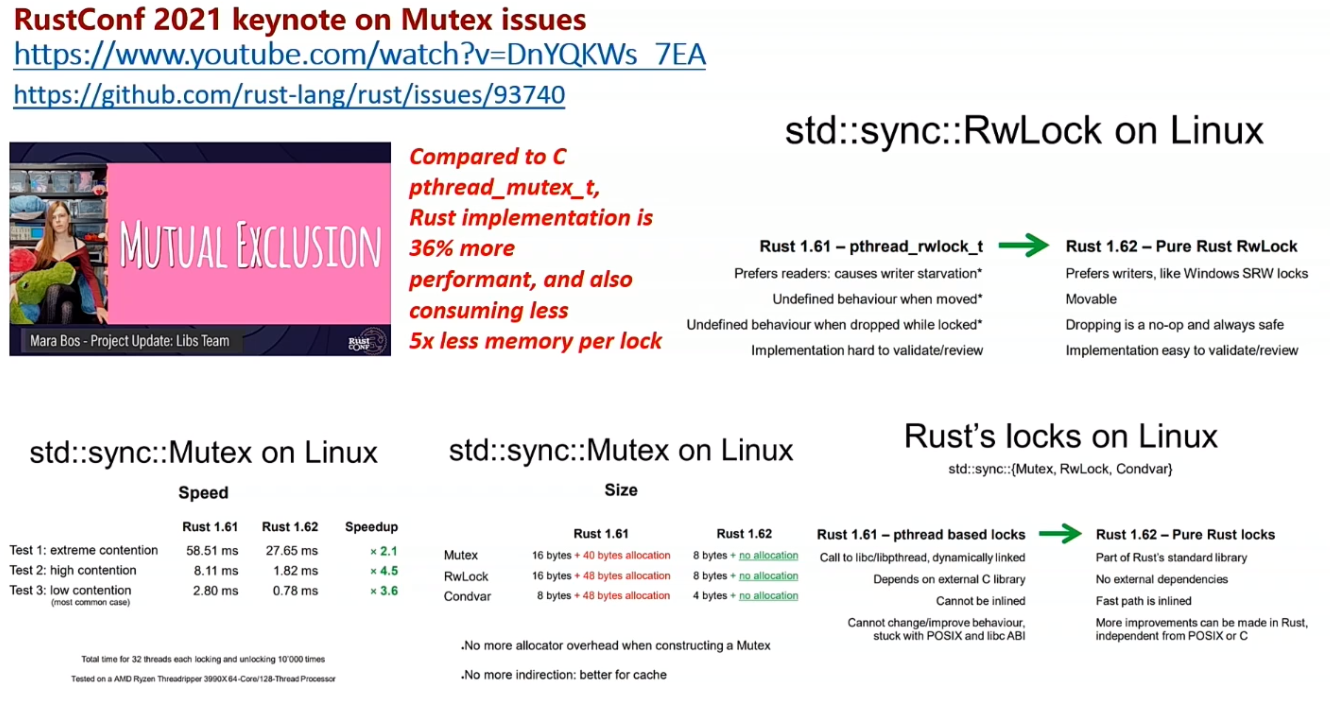 RustConf 2021 keynote on Mutex issues
https://www.youtube.com/watch?v=DnYQKWs_7EA
https://github.com/rust-lang/rust/issues/93740
MUTUAL EXCLUSION
Mara Bos - Project Update: Libs Team
Rust
CONF
Compared to C
pthread_mutex_t,
Rust implementation is
36% more
performant, and also
consuming less
5x less memory per lock
std::sync::RwLock on Linux
Rust 1.61 – pthread_rwlock_t Rust 1.62 – Pure Rust RwLock
Prefers readers: causes writer starvation* Prefers writers, like Windows SRW locks
Undefined behaviour when moved* Movable
Undefined behaviour when dropped while locked* Dropping is a no-op and always safe
Implementation hard to validate/review Implementation easy to validate/review
std::sync::Mutex on Linux
Speed
Rust 1.61 Rust 1.62 Speedup
Test 1: extreme contention 58.51 ms 27.65 ms × 2.1
Test 2: high contention 8.11 ms 1.82 ms × 4.5
Test 3: low contention 2.80 ms 0.78 ms × 3.6
(most common case)
Total time for 32 threads each locking and unlocking 10'000 times
Tested on a AMD Ryzen Threadripper 3990X 64-Core/128-Thread Processor
std::sync::Mutex on Linux
Size
Rust 1.61 Rust 1.62
Mutex 16 bytes + 40 bytes allocation 8 bytes + no allocation
RwLock 16 bytes + 48 bytes allocation 8 bytes + no allocation
Condvar 8 bytes + 48 bytes allocation 4 bytes + no allocation
.No more allocator overhead when constructing a Mutex
.No more indirection: better for cache
Rust's locks on Linux
std::sync::{Mutex, RwLock, Condvar}
Rust 1.61 – pthread based locks Rust 1.62 – Pure Rust locks
Call to libc/libpthread, dynamically linked Part of Rust's standard library
Depends on external C library No external dependencies
Cannot be inlined Fast path is inlined
Cannot change/improve behaviour, More improvements can be made in Rust,
stuck with POSIX and libc ABI independent from POSIX or C